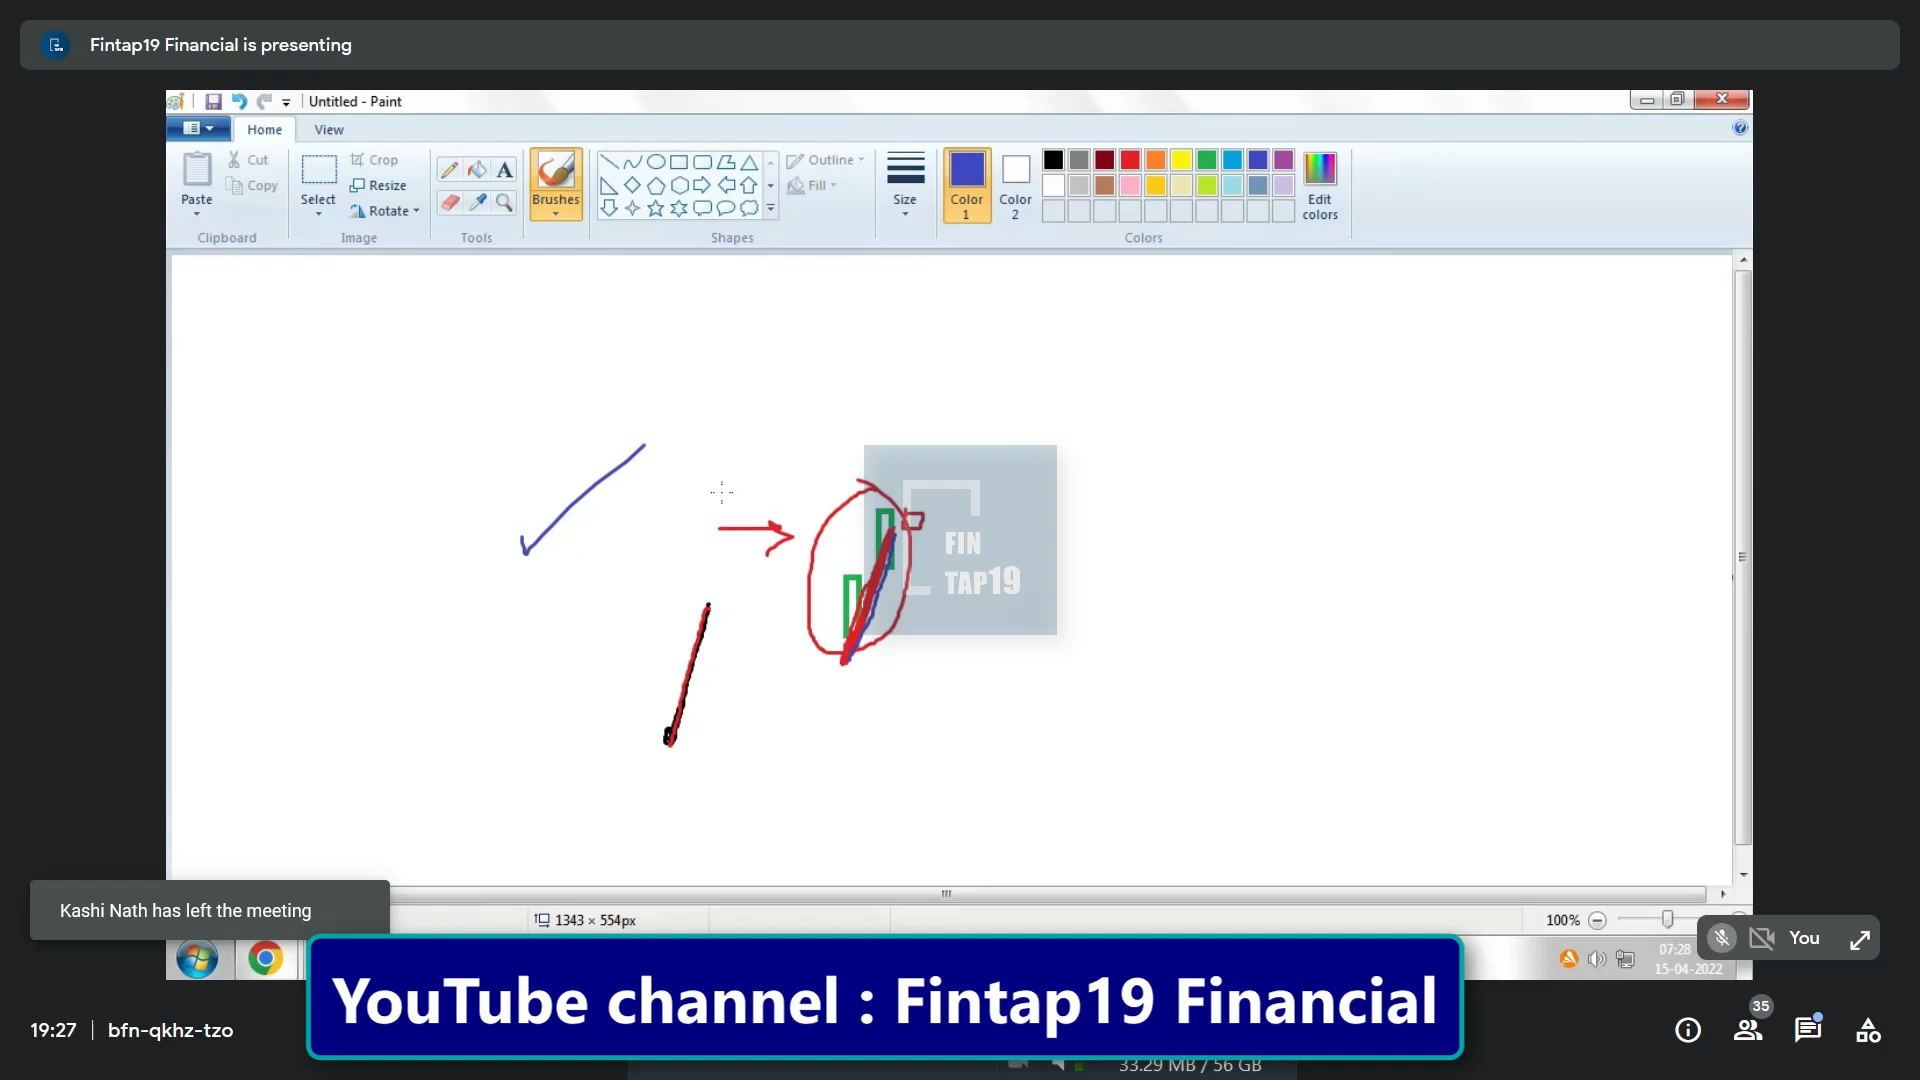 Fintap19 Financial is presenting
Untitled - Paint
Home View
Paste
Cut
Copy
Clipboard
Select
Crop
Resize
Rotate
Image
A
Tools
Brushes
Outline
Fill
Shapes
Size
Color
1
Color
2
Edit
colors
Colors
FIN
TAP19
Kashi Nath has left the meeting
1343 × 554px
100%
You
07:28
15-04-2022
YouTube channel : Fintap19 Financial
19:27 | bfn-qkhz-tzo
35
33.29 MB / 56 GB